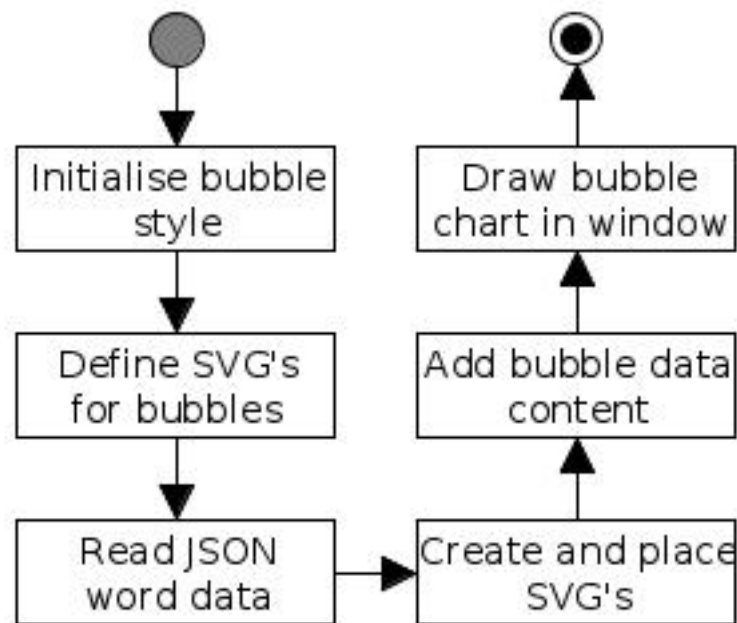 Initialise bubble
style
Define SVG's
for bubbles
Read JSON
word data
Create and place
SVG's
Add bubble data
content
Draw bubble
chart in window